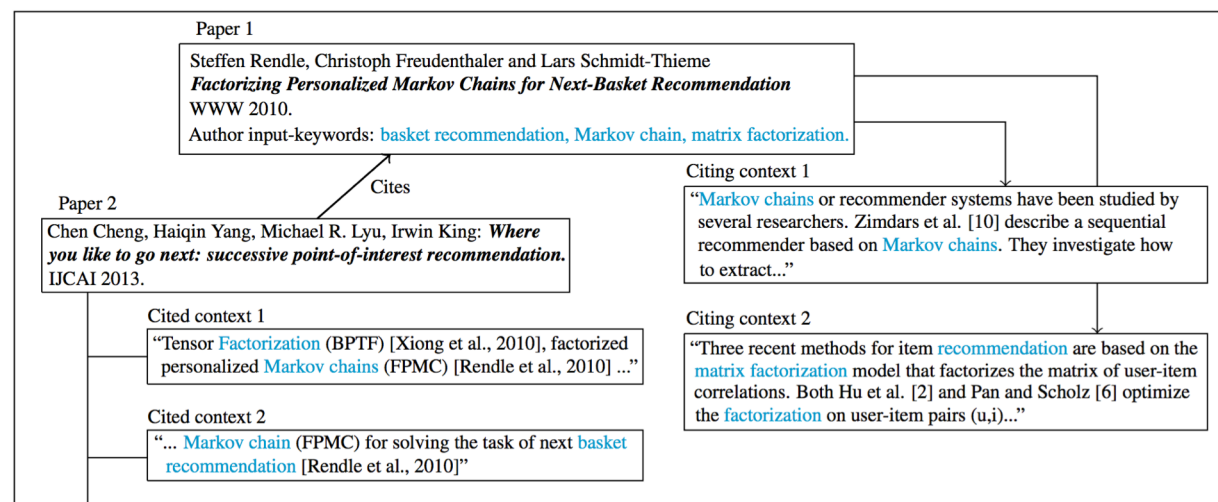 Paper 1
Steffen Rendle, Christoph Freudenthaler and Lars Schmidt-Thieme
Factorizing Personalized Markov Chains for Next-Basket Recommendation
WWW 2010.
Author input-keywords: basket recommendation, Markov chain, matrix factorization.
Cites
Paper 2
Chen Cheng, Haiqin Yang, Michael R. Lyu, Irwin King: Where
you like to go next: successive point-of-interest recommendation.
IJCAI 2013.
Cited context 1
“Tensor Factorization (BPTF) [Xiong et al., 2010], factorized
personalized Markov chains (FPMC) [Rendle et al., 2010] ...”
Cited context 2
“... Markov chain (FPMC) for solving the task of next basket
recommendation [Rendle et al., 2010]”
Citing context 1
“Markov chains or recommender systems have been studied by
several researchers. Zimdars et al. [10] describe a sequential
recommender based on Markov chains. They investigate how
to extract...”
Citing context 2
“Three recent methods for item recommendation are based on the
matrix factorization model that factorizes the matrix of user-item
correlations. Both Hu et al. [2] and Pan and Scholz [6] optimize
the factorization on user-item pairs (u,i)...”